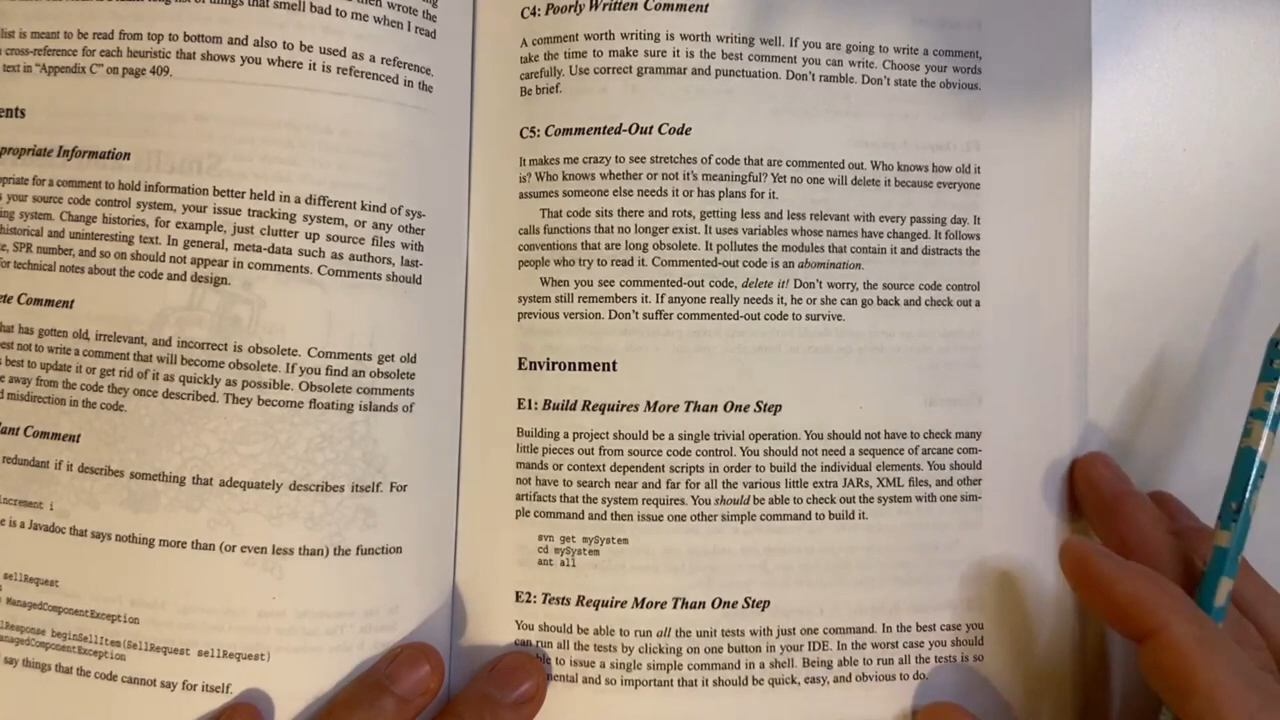 then wrote the
list of things that smell bad to me when I read
list is meant to be read from top to bottom and also to be used as a reference.
cross-reference for each heuristic that shows you where it is referenced in the
text in “Appendix C” on page 409.
ents
propriate Information
opriate for a comment to hold information better held in a different kind of sys-
your source code control system, your issue tracking system, or any other
ing system. Change histories, for example, just clutter up source files with
historical and uninteresting text. In general, meta-data such as authors, last-
e, SPR number, and so on should not appear in comments. Comments should
for technical notes about the code and design.
ete Comment
hat has gotten old, irrelevant, and incorrect is obsolete. Comments get old
est not to write a comment that will become obsolete. If you find an obsolete
best to update it or get rid of it as quickly as possible. Obsolete comments
e away from the code they once described. They become floating islands of
d misdirection in the code.
dant Comment
redundant if it describes something that adequately describes itself. For
increment i
e is a Javadoc that says nothing more than (or even less than) the function
sellRequest
ManagedComponentException
lResponse beginSellItem(SellRequest sellRequest)
anagedComponentException
say things that the code cannot say for itself.
C4: Poorly Written Comment
A comment worth writing is worth writing well. If you are going to write a comment,
take the time to make sure it is the best comment you can write. Choose your words
carefully. Use correct grammar and punctuation. Don’t ramble. Don’t state the obvious.
Be brief.
C5: Commented-Out Code
It makes me crazy to see stretches of code that are commented out. Who knows how old it
is? Who knows whether or not it’s meaningful? Yet no one will delete it because everyone
assumes someone else needs it or has plans for it.
That code sits there and rots, getting less and less relevant with every passing day. It
calls functions that no longer exist. It uses variables whose names have changed. It follows
conventions that are long obsolete. It pollutes the modules that contain it and distracts the
people who try to read it. Commented-out code is an abomination.
When you see commented-out code, delete it! Don’t worry, the source code control
system still remembers it. If anyone really needs it, he or she can go back and check out a
previous version. Don’t suffer commented-out code to survive.
Environment
E1: Build Requires More Than One Step
Building a project should be a single trivial operation. You should not have to check many
little pieces out from source code control. You should not need a sequence of arcane com-
mands or context dependent scripts in order to build the individual elements. You should
not have to search near and far for all the various little extra JARs, XML files, and other
artifacts that the system requires. You should be able to check out the system with one sim-
ple command and then issue one other simple command to build it.
svn get mySystem
cd mySystem
ant all
E2: Tests Require More Than One Step
You should be able to run all the unit tests with just one command. In the best case you
can run all the tests by clicking on one button in your IDE. In the worst case you should
ble to issue a single simple command in a shell. Being able to run all the tests is so
mental and so important that it should be quick, easy, and obvious to do.